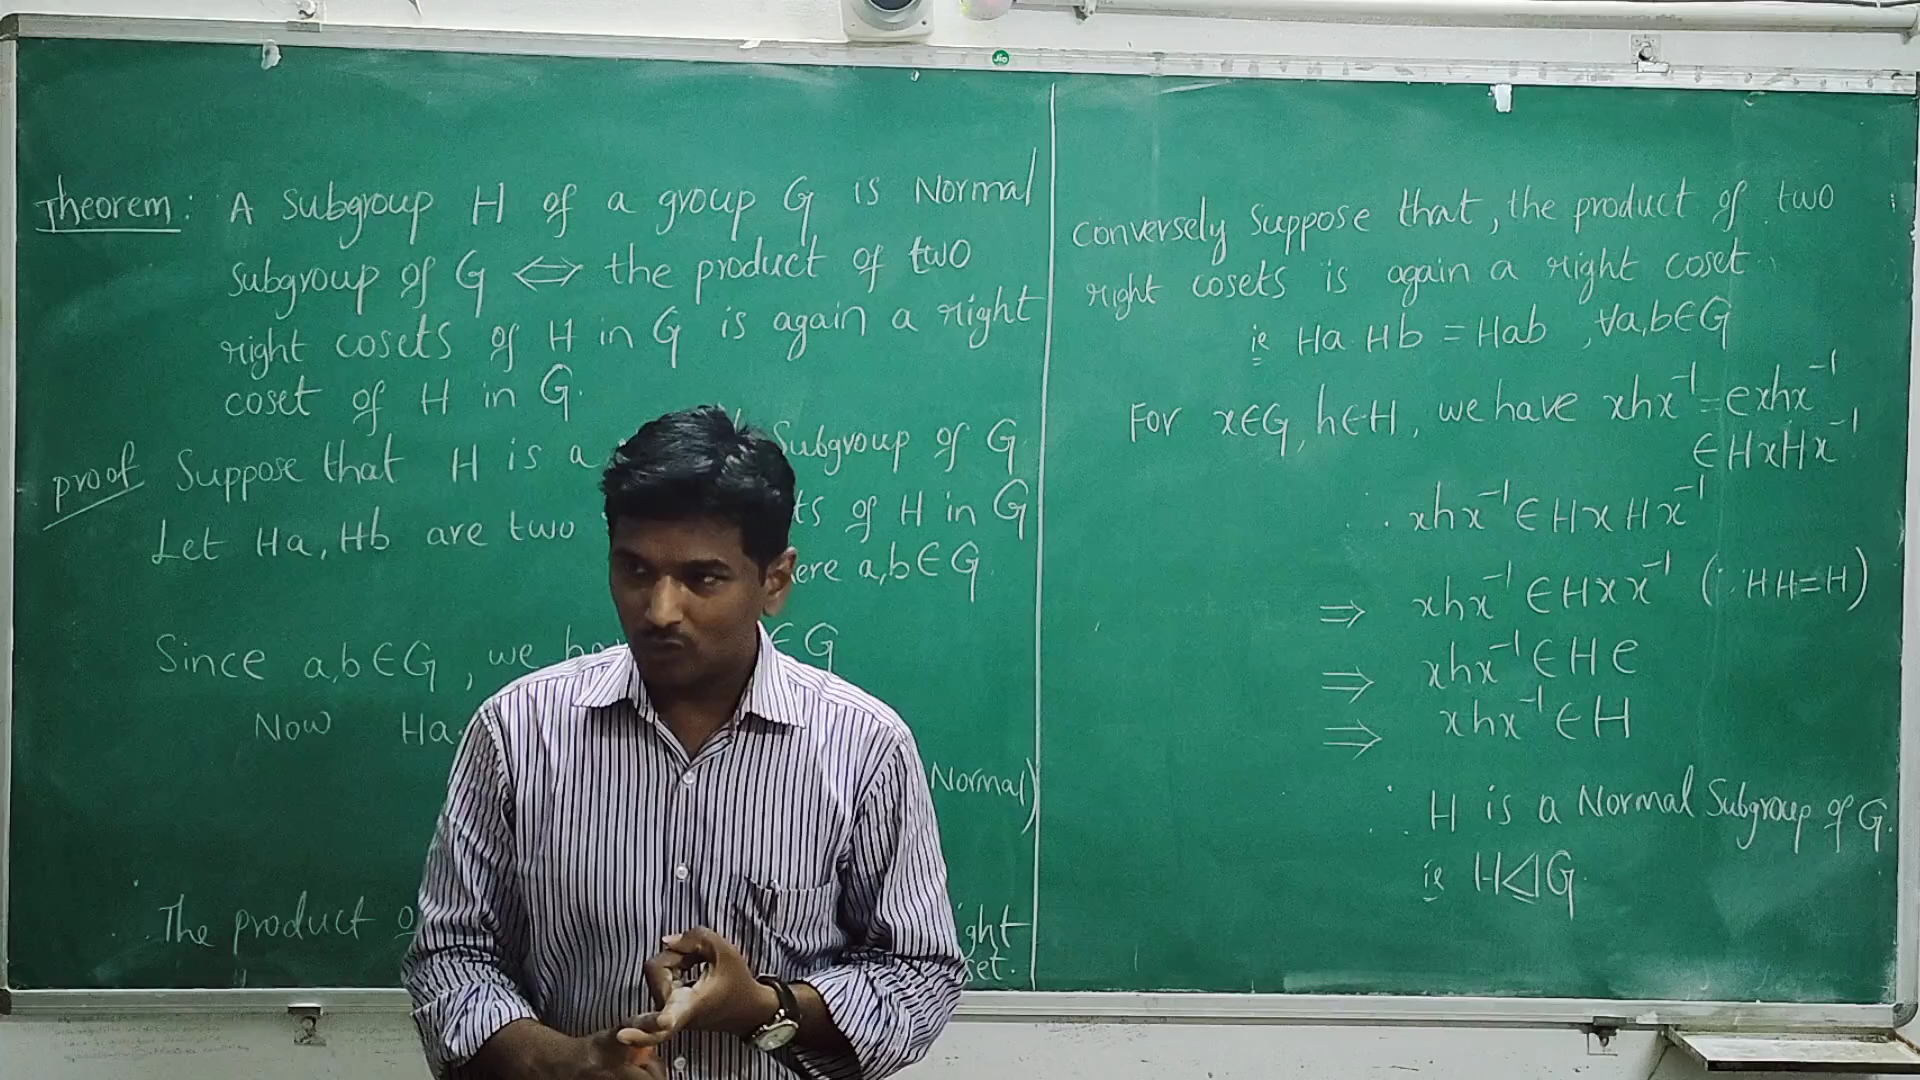 Theorem: A subgroup H of a group G is Normal
subgroup of G ⇔ the product of two
right cosets of H in G is again a right
coset of H in G.
proof Suppose that H is a Subgroup of G
Let Ha, Hb are two ts of H in G
ere a,b∈G.
Since a,b∈G, we ∈G
Now Ha.
Normal)
∴ The product ght
set.
conversely suppose that, the product of two
right cosets is again a right coset.
ie Ha.Hb = Hab, ∀a,b∈G
For x∈G, h∈H, we have xhx⁻¹ = exhx⁻¹
∈HxHx⁻¹
∴ xhx⁻¹ ∈ HxHx⁻¹
⇒ xhx⁻¹ ∈ Hxx⁻¹ (∵ HH=H)
⇒ xhx⁻¹ ∈ He
⇒ xhx⁻¹ ∈ H
∴ H is a Normal Subgroup of G.
ie H⊴G.
Jio